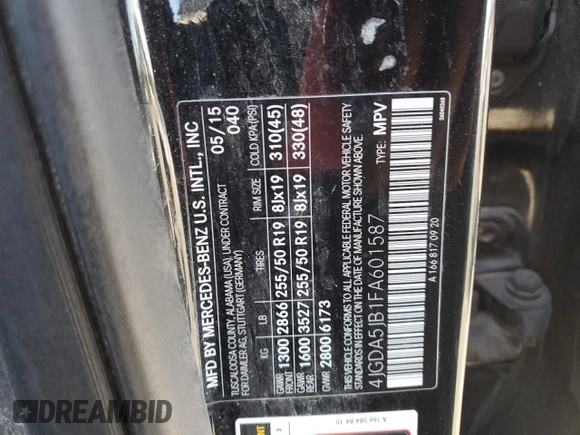 MFD BY MERCEDES-BENZ U.S. INTL., INC
TUSCALOOSA COUNTY, ALABAMA (USA) UNDER CONTRACT
FOR DAIMLER AG, STUTTGART (GERMANY)
05/15
040
KG LB TIRES RIM SIZE COLD KPA (PSI)
GAWR FRONT 1300 2866 255/50 R19 8Jx19 310(45)
GAWR REAR 1600 3527 255/50 R19 8Jx19 330(48)
GVWR 2800 6173
THIS VEHICLE CONFORMS TO ALL APPLICABLE FEDERAL MOTOR VEHICLE SAFETY
STANDARDS IN EFFECT ON THE DATE OF MANUFACTURE SHOWN ABOVE.
4JGDA5JB1FA601587 TYPE: MPV
A 166 817 09 20
A 166 584 84 15
DREAMBID